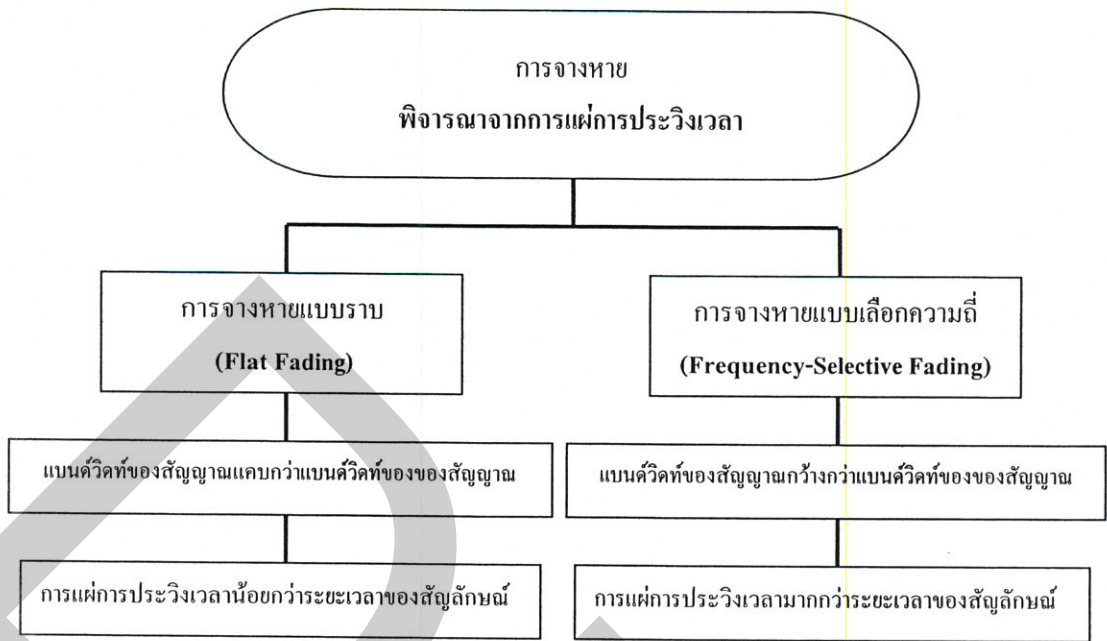 การจางหาย
พิจารณาจากการแผ่การประวิงเวลา
การจางหายแบบราบ
(Flat Fading)
การจางหายแบบเลือกความถี่
(Frequency-Selective Fading)
แบนด์วิดท์ของสัญญาณแคบกว่าแบนด์วิดท์ของของสัญญาณ
แบนด์วิดท์ของสัญญาณกว้างกว่าแบนด์วิดท์ของของสัญญาณ
การแผ่การประวิงเวลาน้อยกว่าระยะเวลาของสัญลักษณ์
การแผ่การประวิงเวลามากกว่าระยะเวลาของสัญลักษณ์